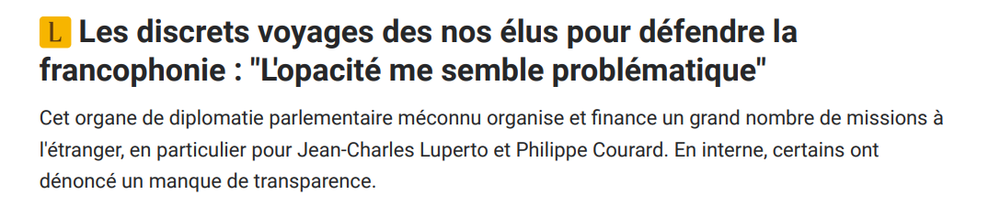 L Les discrets voyages des nos élus pour défendre la
francophonie : "L'opacité me semble problématique"
Cet organe de diplomatie parlementaire méconnu organise et finance un grand nombre de missions à
l'étranger, en particulier pour Jean-Charles Luperto et Philippe Courard. En interne, certains ont
dénoncé un manque de transparence.